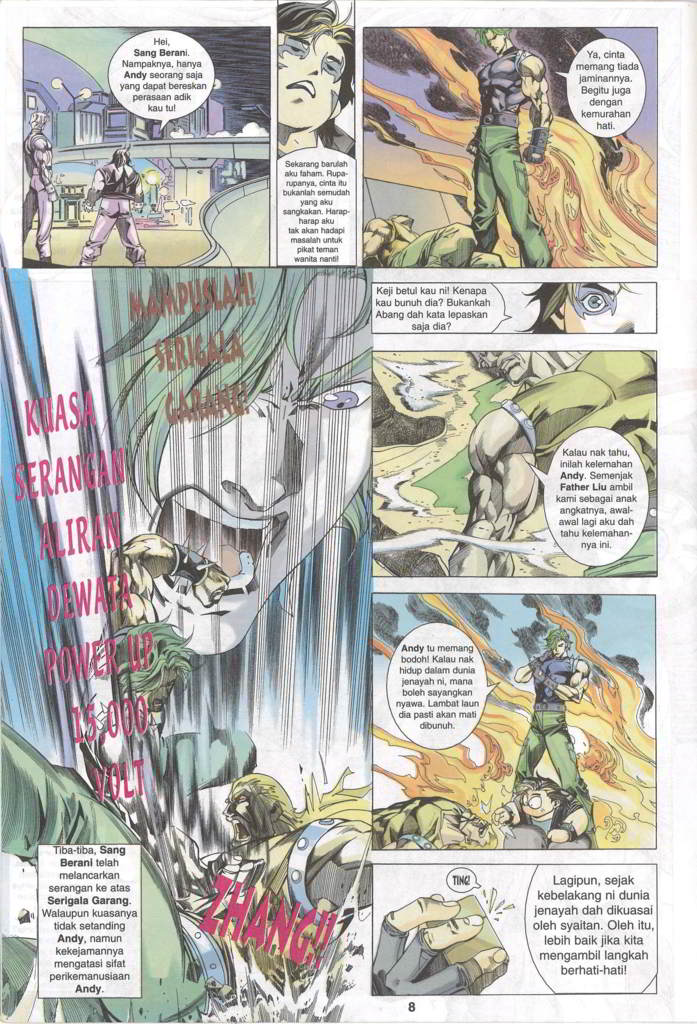 Hei,
Sang Berani.
Nampaknya, hanya
Andy seorang saja
yang dapat bereskan
perasaan adik
kau tu!
Sekarang barulah
aku faham. Rupa-
rupanya, cinta itu
bukanlah semudah
yang aku
sangkakan. Harap-
harap aku
tak akan hadapi
masalah untuk
pikat teman
wanita nanti!
Ya, cinta
memang tiada
jaminannya.
Begitu juga
dengan
kemurahan
hati.
MAMPUSLAH!
SERIGALA
GARANG!
KUASA
SERANGAN
ALIRAN
DEWATA
POWER UP
15,000
VOLT
Tiba-tiba, Sang
Berani telah
melancarkan
serangan ke atas
Serigala Garang.
Walaupun kuasanya
tidak setanding
Andy, namun
kekejamannya
mengatasi sifat
perikemanusiaan
Andy.
ZHANG!!
Keji betul kau ni! Kenapa
kau bunuh dia? Bukankah
Abang dah kata lepaskan
saja dia?
Kalau nak tahu,
inilah kelemahan
Andy. Semenjak
Father Liu ambil
kami sebagai anak
angkatnya, awal-
awal lagi aku dah
tahu kelemahan-
nya ini.
Andy tu memang
bodoh! Kalau nak
hidup dalam dunia
jenayah ni, mana
boleh sayangkan
nyawa. Lambat laun
dia pasti akan mati
dibunuh.
TING!
Lagipun, sejak
kebelakang ni dunia
jenayah dah dikuasai
oleh syaitan. Oleh itu,
lebih baik jika kita
mengambil langkah
berhati-hati!
8